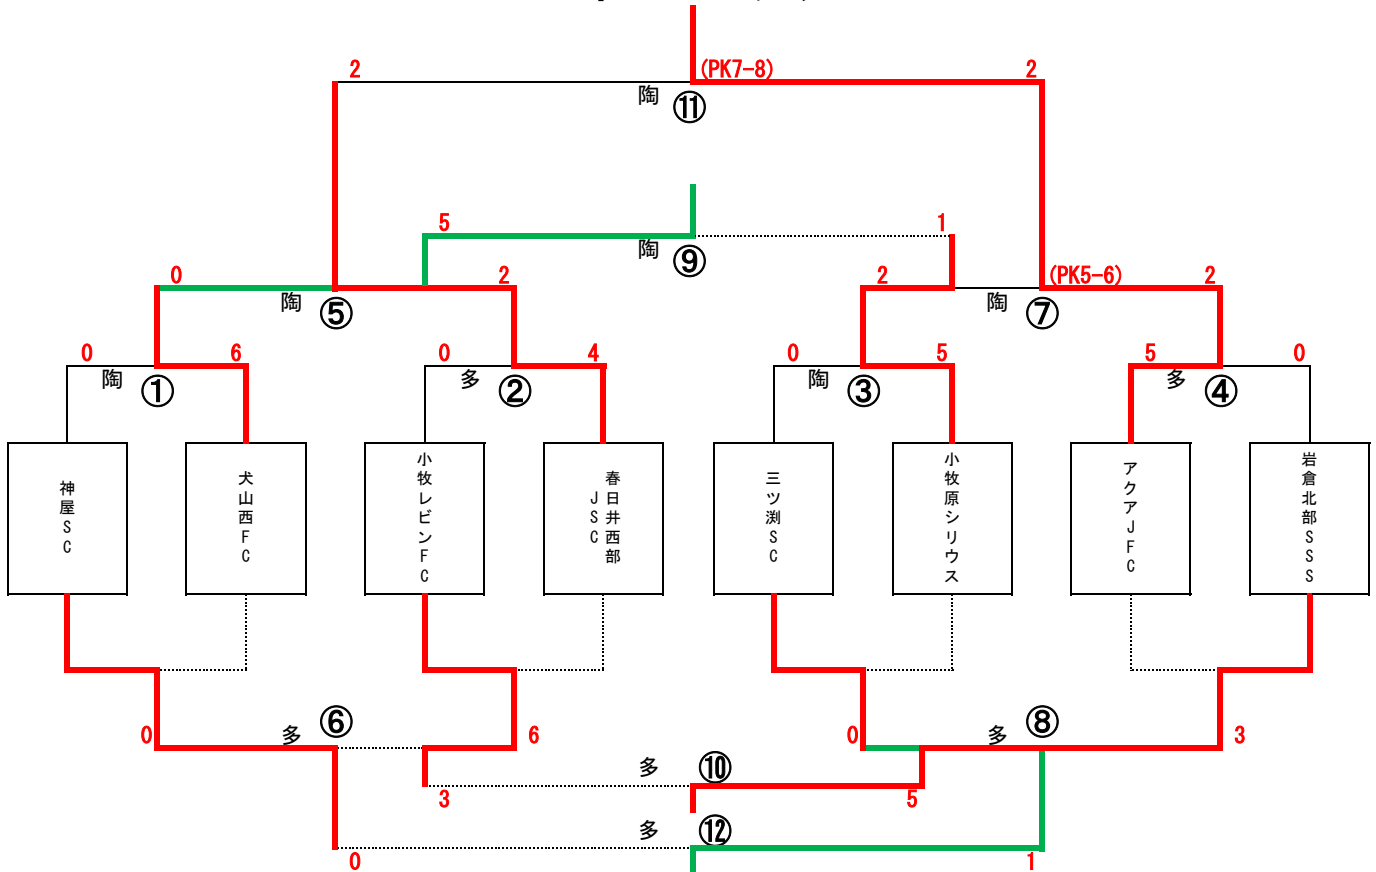 2 (PK7-8) 2
陶 ⑪
5 1
陶 ⑨
0 2 2 (PK5-6) 2
陶 ⑤ 陶 ⑦
0 6 0 4 0 5 5 0
陶 ① 多 ② 陶 ③ 多 ④
神屋SC
犬山西FC
小牧レビンFC
春日井西部
JSC
三ツ渕SC
小牧原シリウス
アクアJFC
岩倉北部SSS
0 多 ⑥ 6 0 多 ⑧ 3
多 ⑩
3 5
多 ⑫
0 1